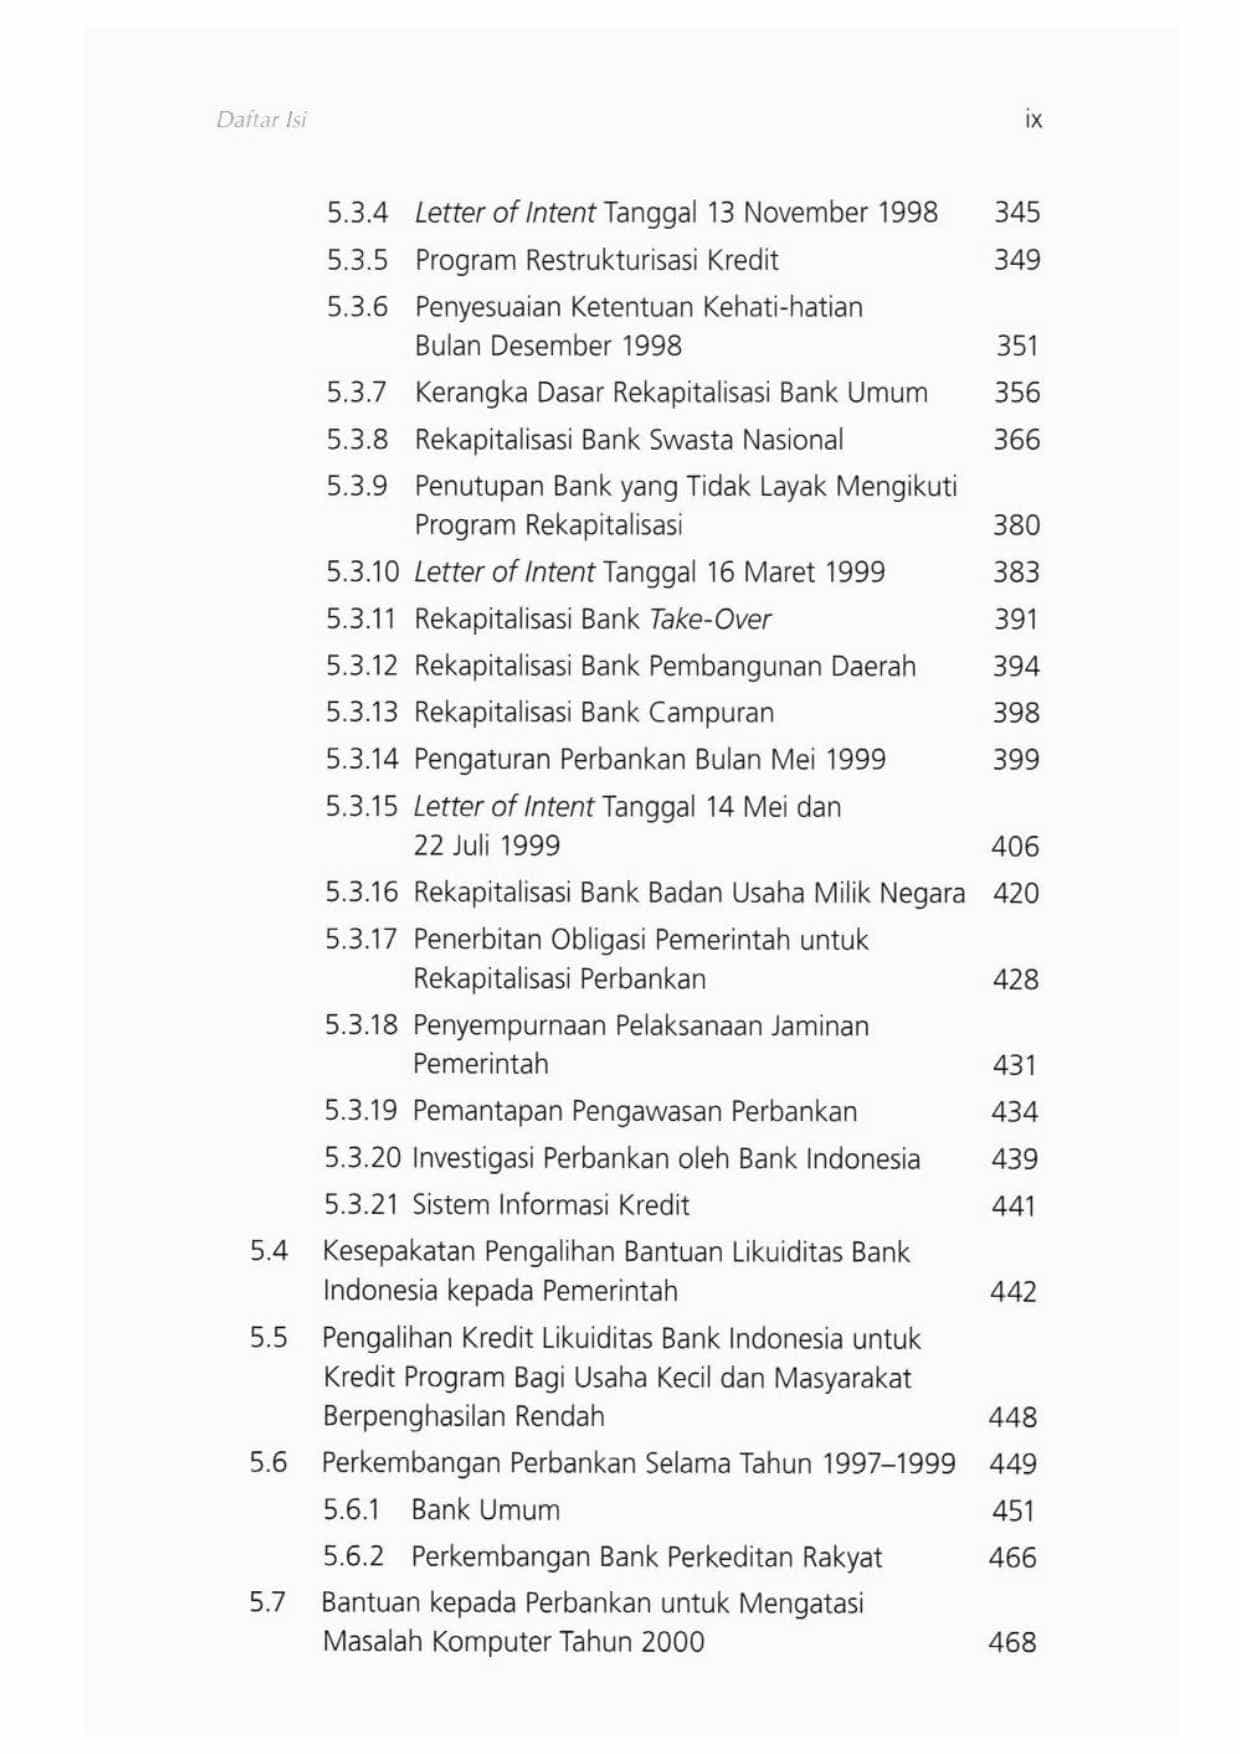 Daftar Isi ix
5.3.4 Letter of Intent Tanggal 13 November 1998 345
5.3.5 Program Restrukturisasi Kredit 349
5.3.6 Penyesuaian Ketentuan Kehati-hatian
Bulan Desember 1998 351
5.3.7 Kerangka Dasar Rekapitalisasi Bank Umum 356
5.3.8 Rekapitalisasi Bank Swasta Nasional 366
5.3.9 Penutupan Bank yang Tidak Layak Mengikuti
Program Rekapitalisasi 380
5.3.10 Letter of Intent Tanggal 16 Maret 1999 383
5.3.11 Rekapitalisasi Bank Take-Over 391
5.3.12 Rekapitalisasi Bank Pembangunan Daerah 394
5.3.13 Rekapitalisasi Bank Campuran 398
5.3.14 Pengaturan Perbankan Bulan Mei 1999 399
5.3.15 Letter of Intent Tanggal 14 Mei dan
22 Juli 1999 406
5.3.16 Rekapitalisasi Bank Badan Usaha Milik Negara 420
5.3.17 Penerbitan Obligasi Pemerintah untuk
Rekapitalisasi Perbankan 428
5.3.18 Penyempurnaan Pelaksanaan Jaminan
Pemerintah 431
5.3.19 Pemantapan Pengawasan Perbankan 434
5.3.20 Investigasi Perbankan oleh Bank Indonesia 439
5.3.21 Sistem Informasi Kredit 441
5.4 Kesepakatan Pengalihan Bantuan Likuiditas Bank
Indonesia kepada Pemerintah 442
5.5 Pengalihan Kredit Likuiditas Bank Indonesia untuk
Kredit Program Bagi Usaha Kecil dan Masyarakat
Berpenghasilan Rendah 448
5.6 Perkembangan Perbankan Selama Tahun 1997–1999 449
5.6.1 Bank Umum 451
5.6.2 Perkembangan Bank Perkeditan Rakyat 466
5.7 Bantuan kepada Perbankan untuk Mengatasi
Masalah Komputer Tahun 2000 468